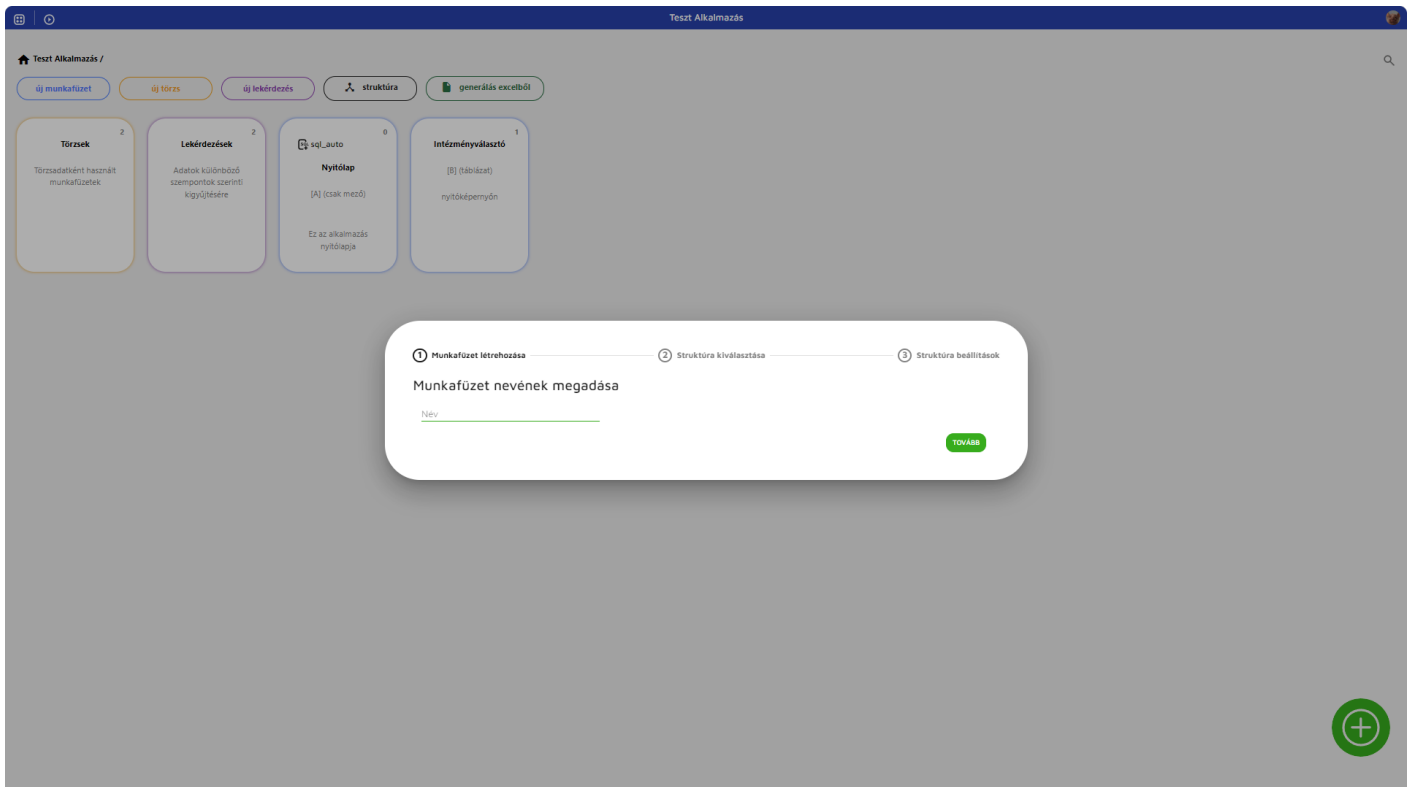 Teszt Alkalmazás
Teszt Alkalmazás /
új munkafüzet
új törzs
új lekérdezés
struktúra
generálás excelből
2
Törzsek
Törzsadatként használt
munkafüzetek
2
Lekérdezések
Adatok különböző
szempontok szerinti
kigyűjtésére
0
sql_auto
Nyitólap
[A] (csak mező)
Ez az alkalmazás
nyitólapja
1
Intézményválasztó
[B] (táblázat)
nyitóképernyőn
1 Munkafüzet létrehozása
2 Struktúra kiválasztása
3 Struktúra beállítások
Munkafüzet nevének megadása
Név
TOVÁBB